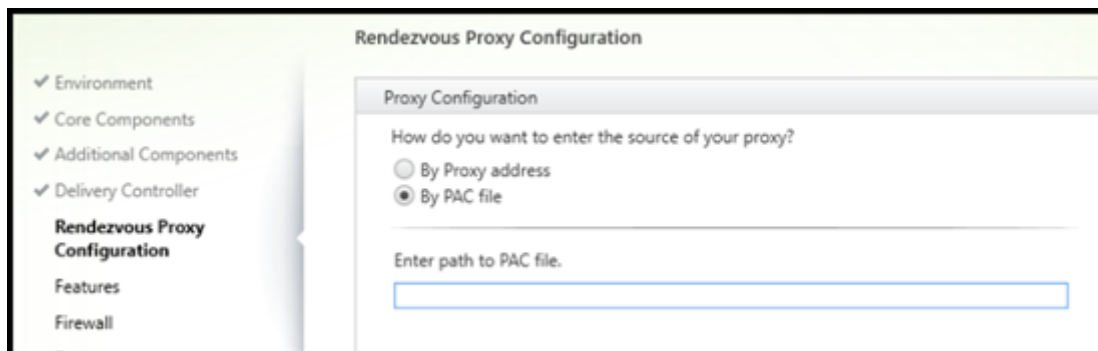 Rendezvous Proxy Configuration
Environment
Core Components
Additional Components
Delivery Controller
Rendezvous Proxy
Configuration
Features
Firewall
Proxy Configuration
How do you want to enter the source of your proxy?
By Proxy address
By PAC file
Enter path to PAC file.